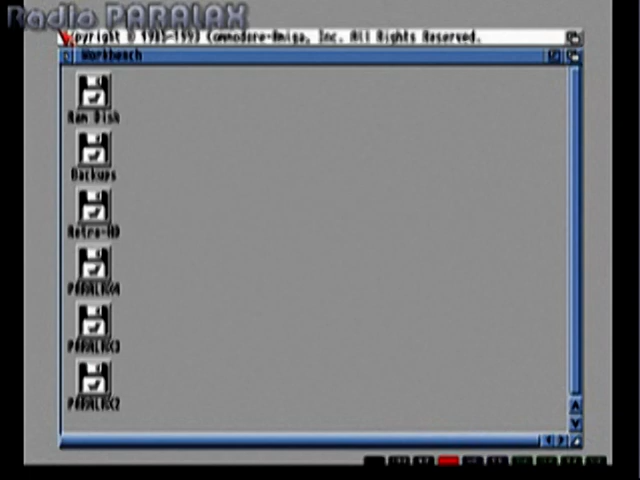 Radio PARALAX
Copyright © 1985-1993 Commodore-Amiga, Inc. All Rights Reserved.
Workbench
Ram Disk
Backups
Retro-HD
PARALAX4
PARALAX3
PARALAX2